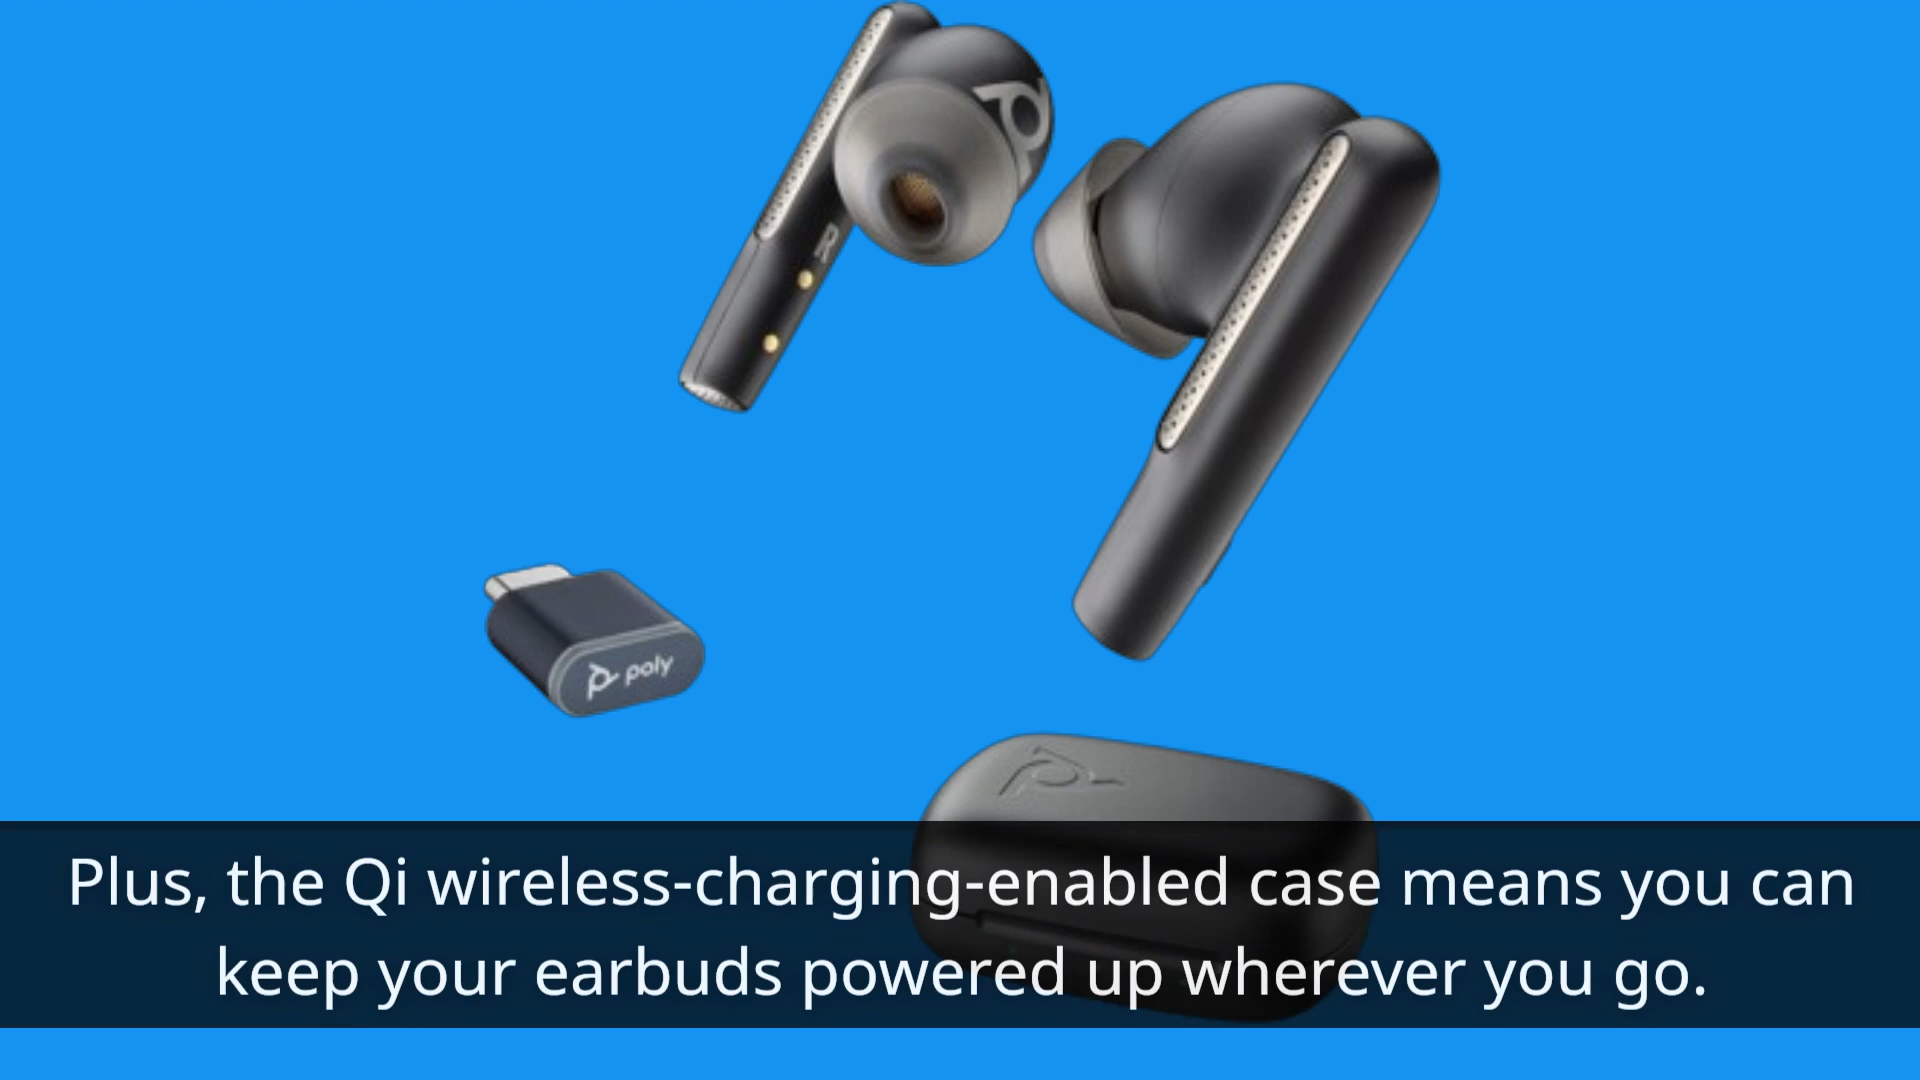 R
poly
Plus, the Qi wireless-charging-enabled case means you can
keep your earbuds powered up wherever you go.